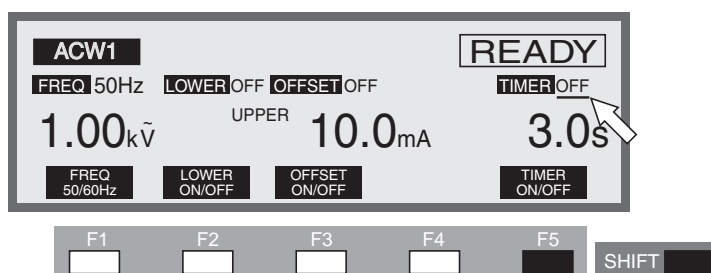 ACW1 READY
FREQ 50Hz LOWER OFF OFFSET OFF TIMER OFF
1.00kṼ UPPER 10.0mA 3.0s
FREQ LOWER OFFSET TIMER
50/60Hz ON/OFF ON/OFF ON/OFF
F1 F2 F3 F4 F5
SHIFT